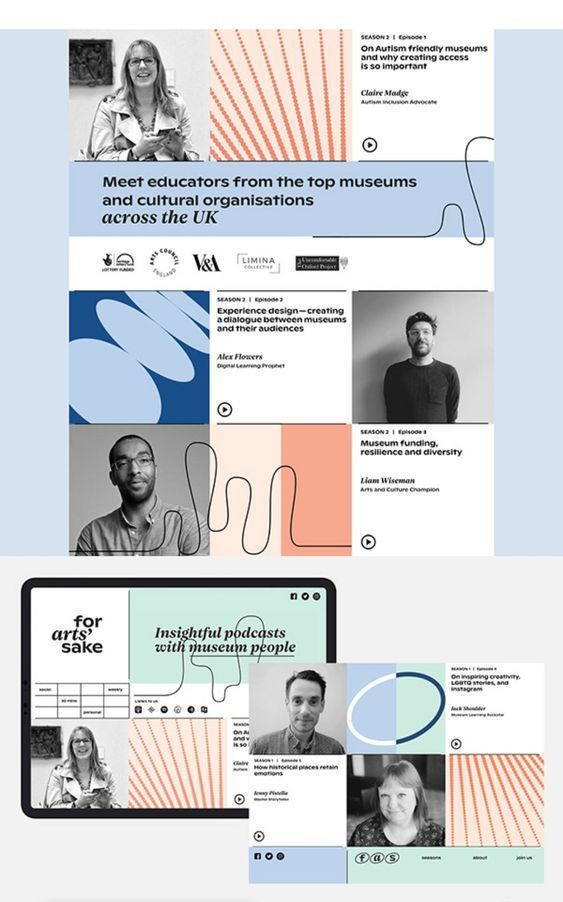 SEASON 2 | Episode 1
On Autism friendly museums
and why creating access
is so important
Claire Madge
Autism Inclusion Advocate
Meet educators from the top museums
and cultural organisations
across the UK
LOTTERY FUNDED
ARTS COUNCIL
ENGLAND
V&A
LIMINA
COLLECTIVE
The Uncomfortable
Oxford Project
SEASON 2 | Episode 2
Experience design—creating
a dialogue between museums
and their audiences
Alex Flowers
Digital Learning Prophet
SEASON 2 | Episode 3
Museum funding,
resilience and diversity
Liam Wiseman
Arts and Culture Champion
for
arts'
sake
Insightful podcasts
with museum people
social
weekly
30 mins
personal
Listen to us
SEASON 1 | Episode 4
On inspiring creativity,
LGBTQ stories, and
Instagram
Jack Shoulder
Museum Learning Rockstar
SEASON 1 | Episode 5
How historical places retain
emotions
Jenny Pistella
Master Storyteller
fas
seasons
about
join us